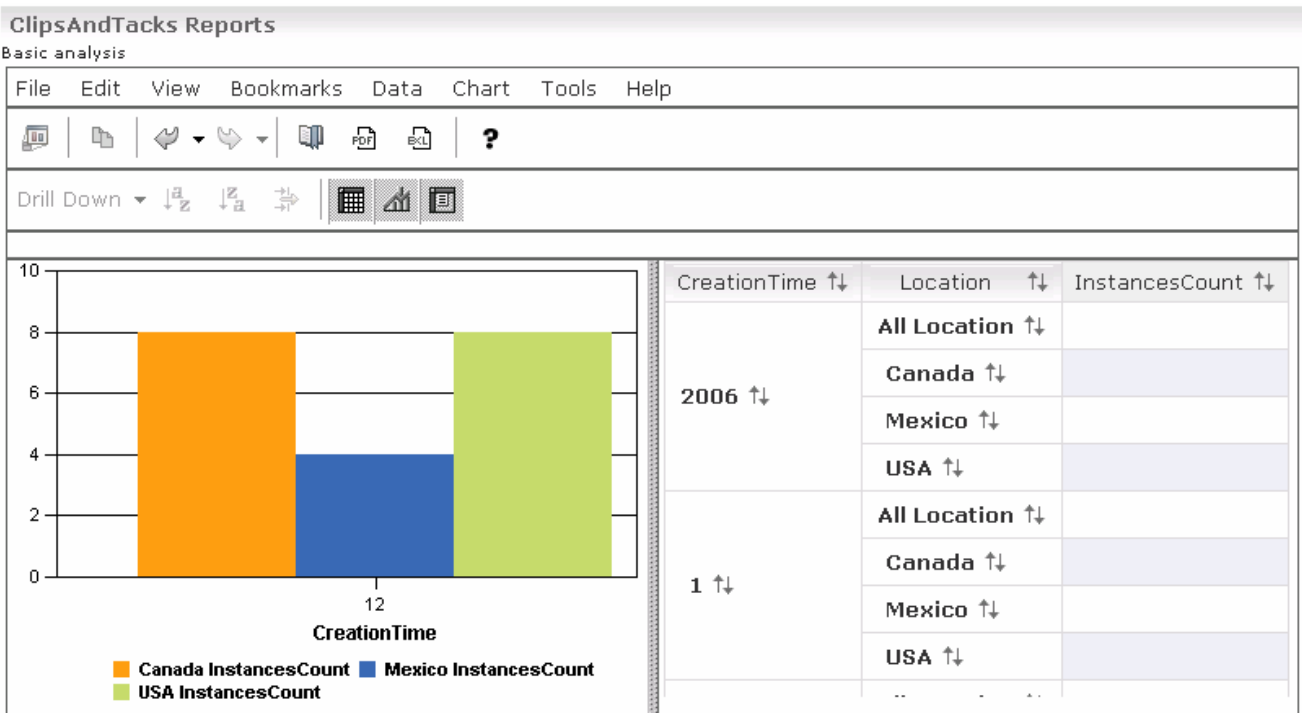 ClipsAndTacks Reports
Basic analysis
File Edit View Bookmarks Data Chart Tools Help
PDF EXL ?
Drill Down a z z a
10
8
6
4
2
0
12
CreationTime
Canada InstancesCount Mexico InstancesCount
USA InstancesCount
CreationTime Location InstancesCount
2006
All Location
Canada
Mexico
USA
1
All Location
Canada
Mexico
USA